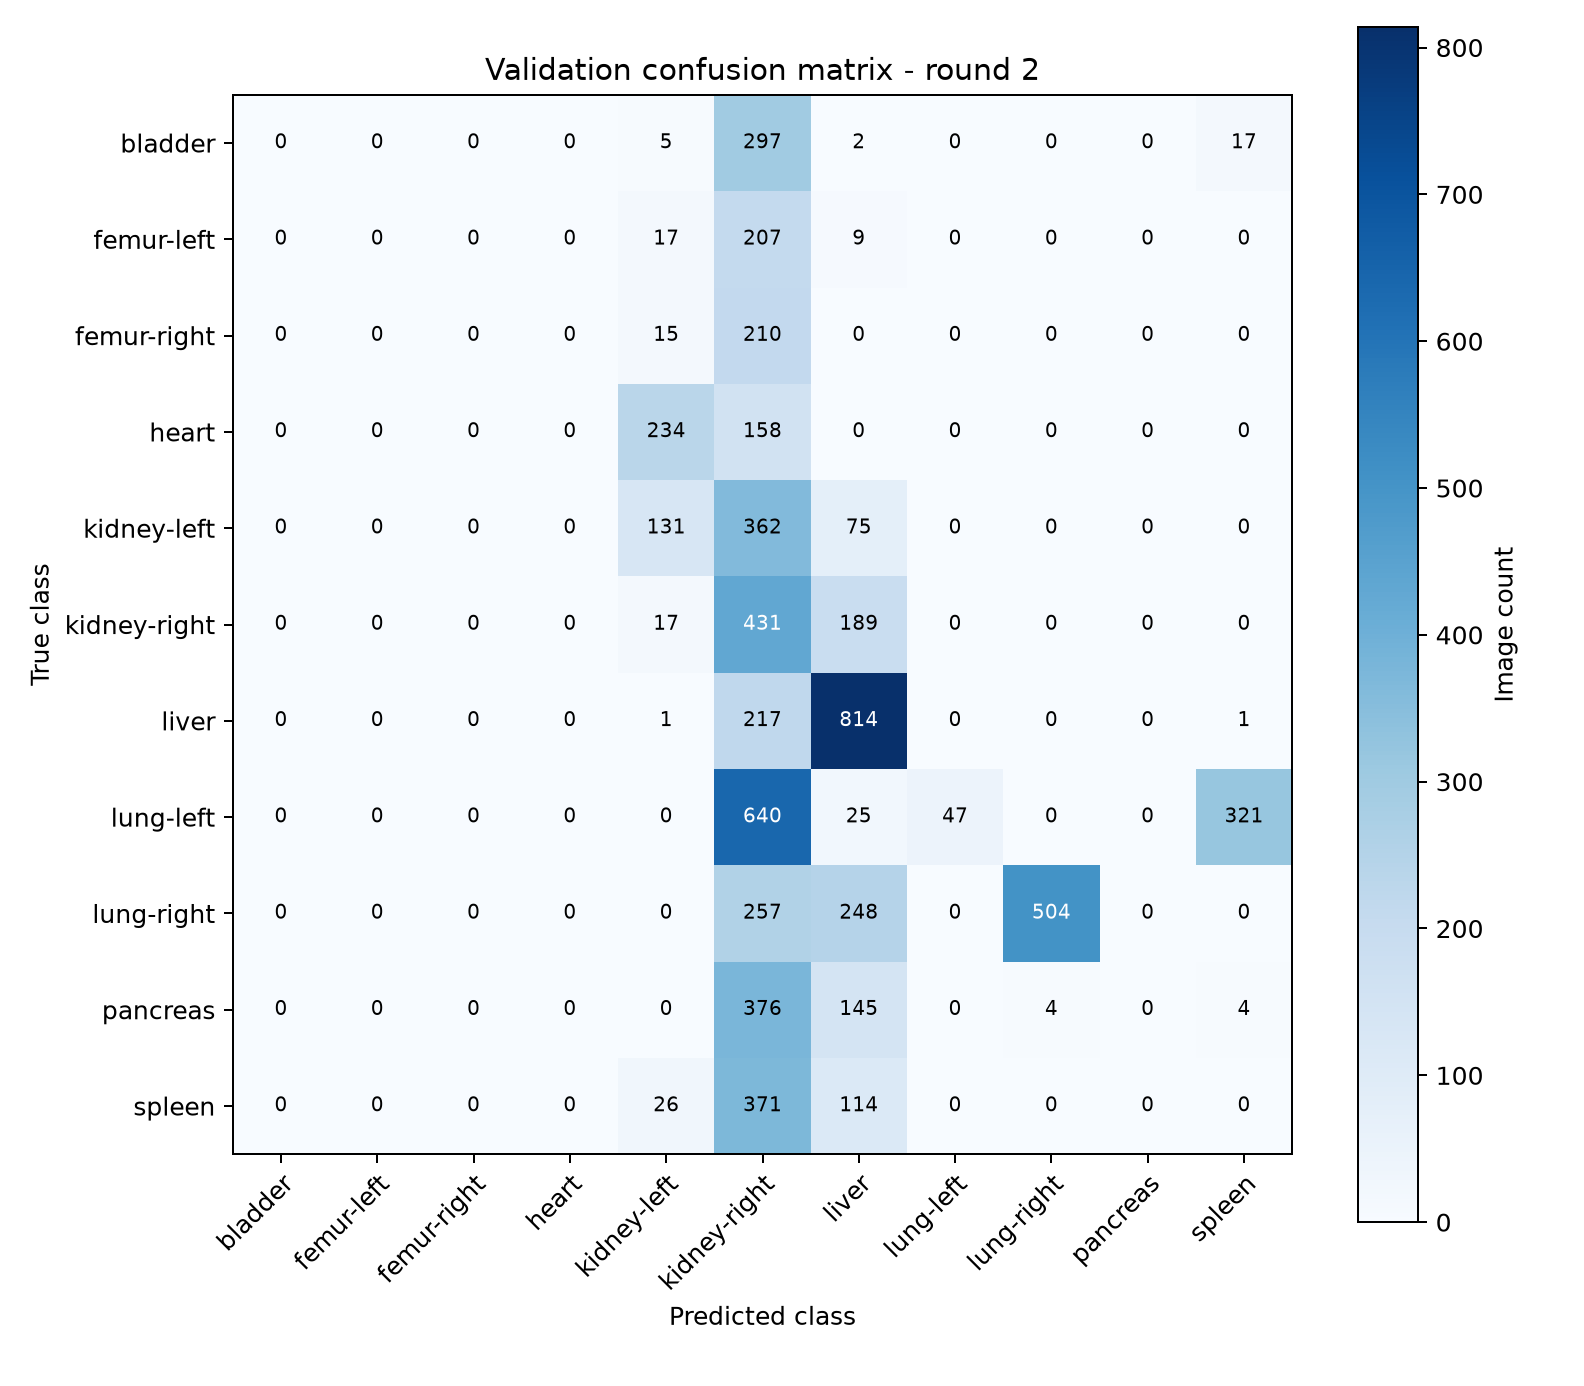 Validation confusion matrix - round 2
bladder 0 0 0 0 5 297 2 0 0 0 17
femur-left 0 0 0 0 17 207 9 0 0 0 0
femur-right 0 0 0 0 15 210 0 0 0 0 0
heart 0 0 0 0 234 158 0 0 0 0 0
kidney-left 0 0 0 0 131 362 75 0 0 0 0
kidney-right 0 0 0 0 17 431 189 0 0 0 0
liver 0 0 0 0 1 217 814 0 0 0 1
lung-left 0 0 0 0 0 640 25 47 0 0 321
lung-right 0 0 0 0 0 257 248 0 504 0 0
pancreas 0 0 0 0 0 376 145 0 4 0 4
spleen 0 0 0 0 26 371 114 0 0 0 0
bladder femur-left femur-right heart kidney-left kidney-right liver lung-left lung-right pancreas spleen
Predicted class
True class
800
700
600
500
400
300
200
100
0
Image count